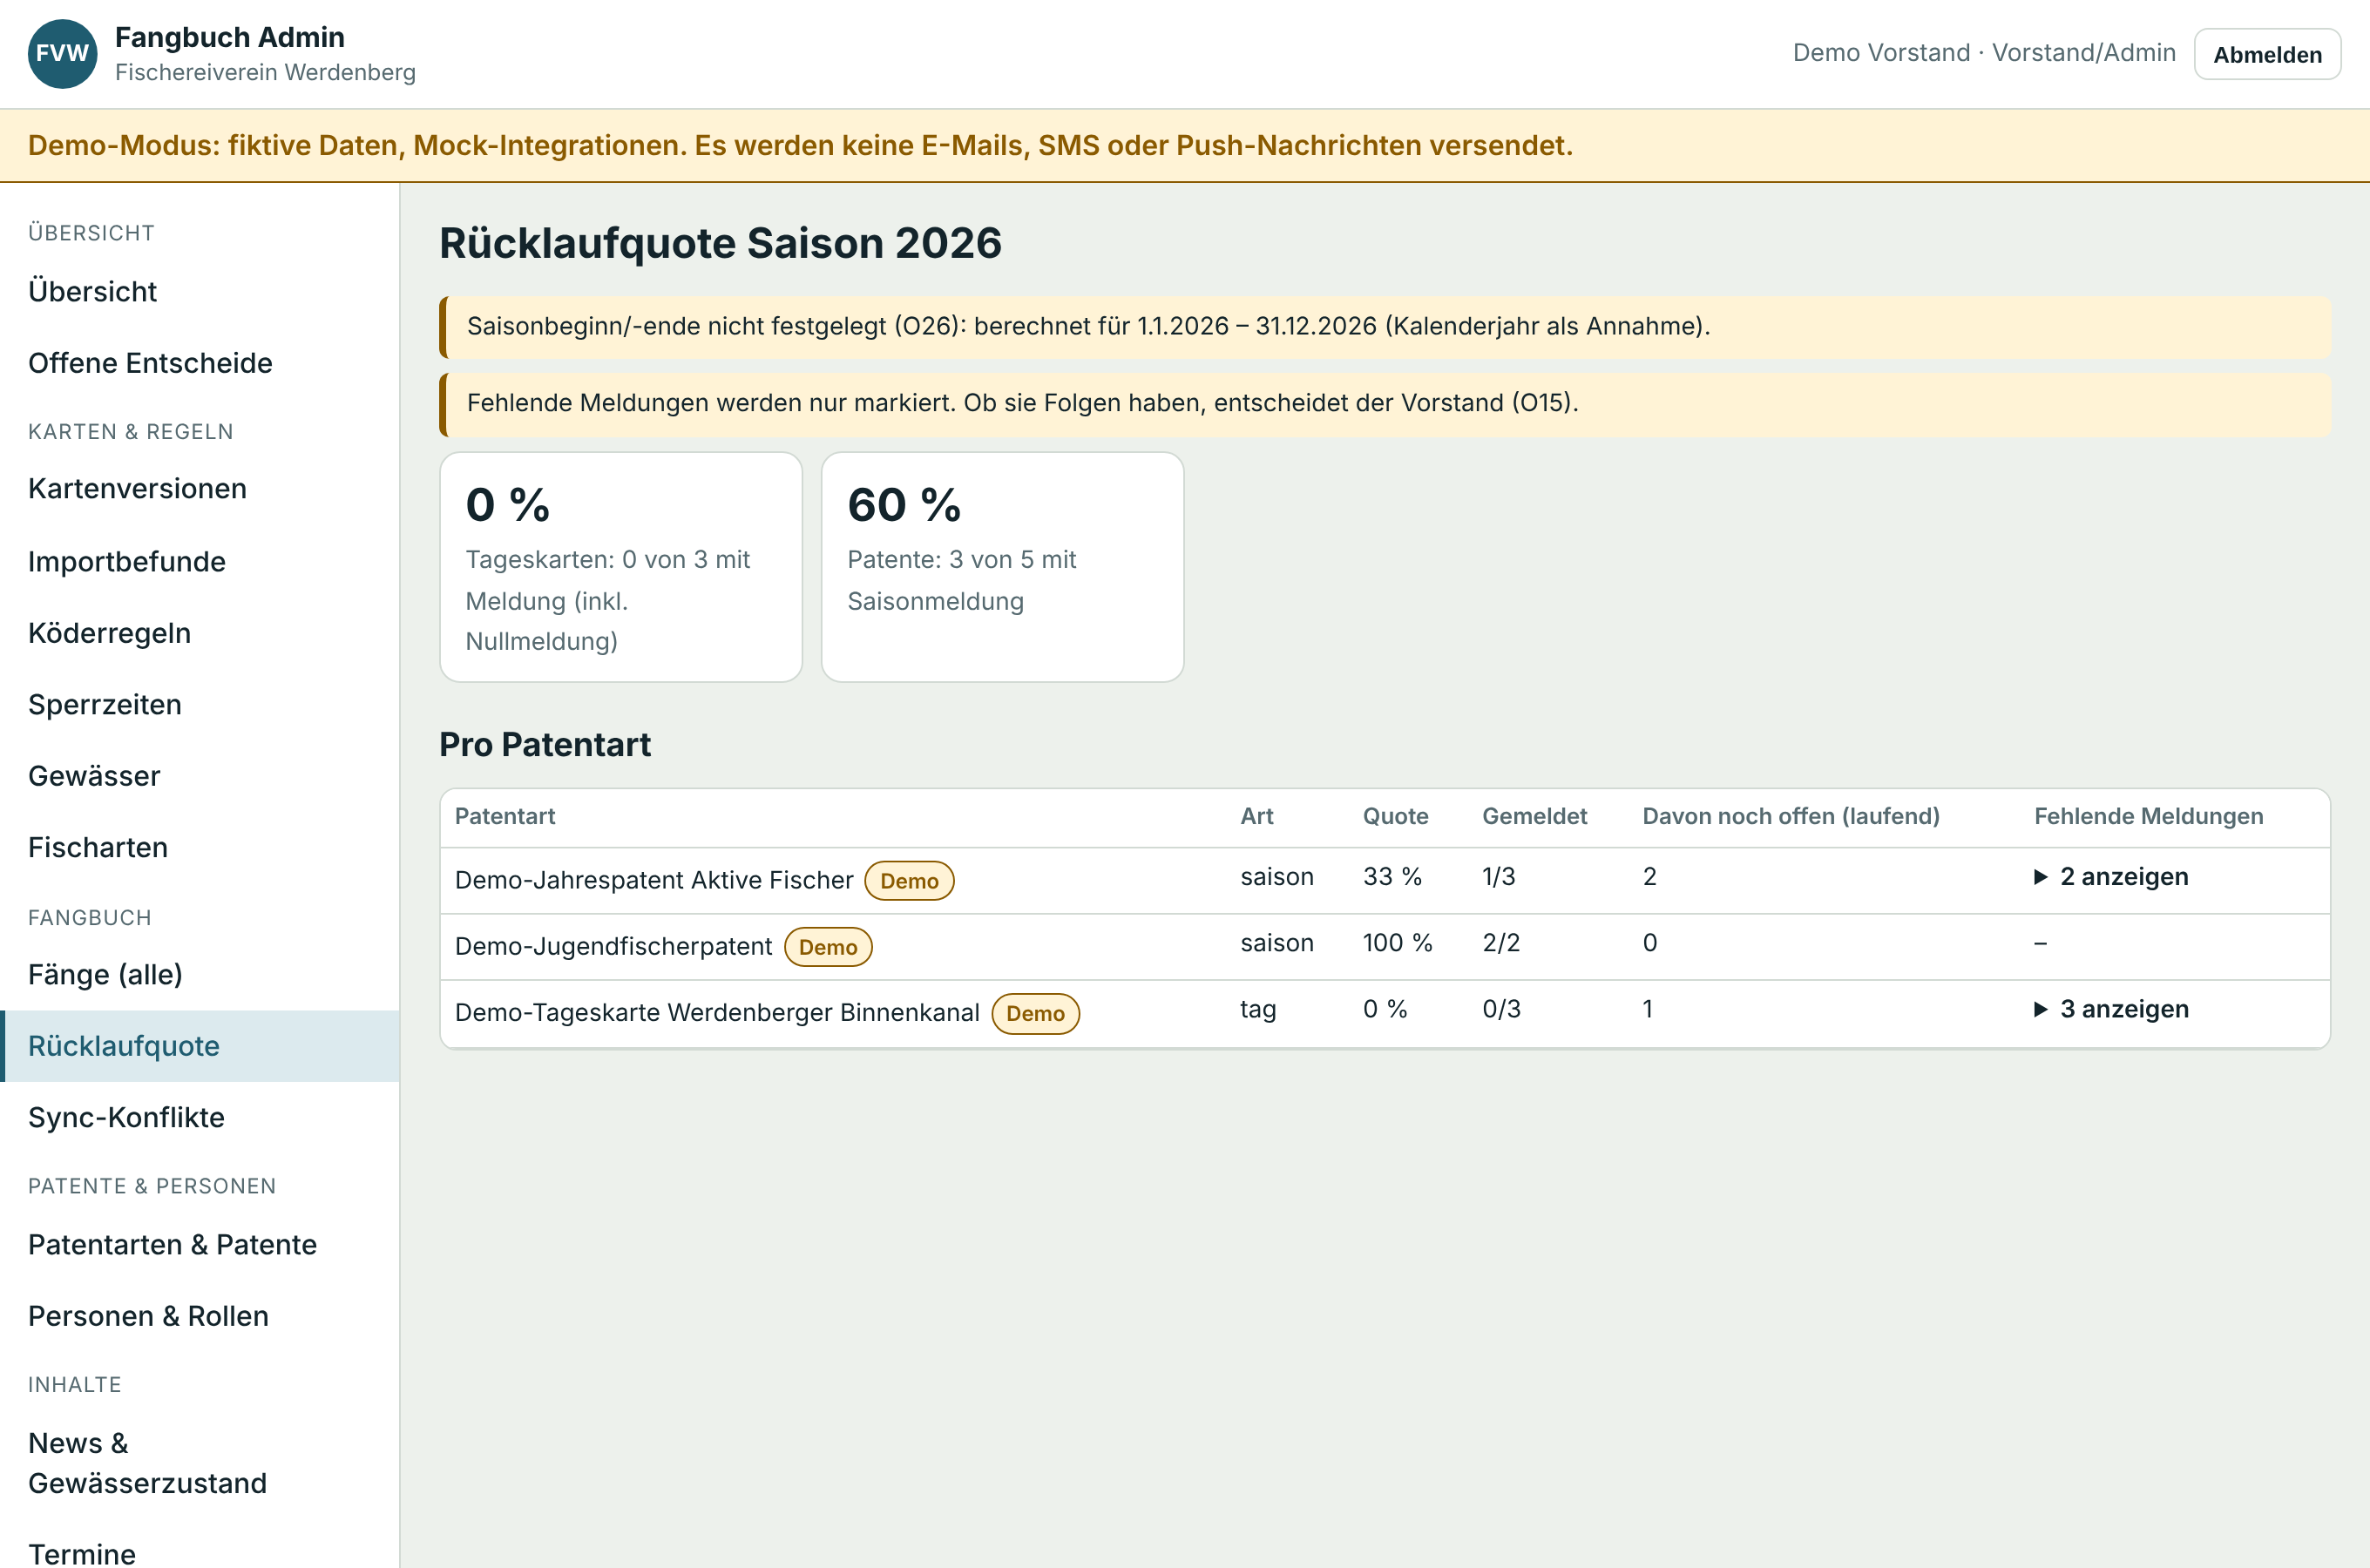 FVW
Fangbuch Admin
Fischereiverein Werdenberg
Demo Vorstand · Vorstand/Admin
Abmelden
Demo-Modus: fiktive Daten, Mock-Integrationen. Es werden keine E-Mails, SMS oder Push-Nachrichten versendet.
ÜBERSICHT
Übersicht
Offene Entscheide
KARTEN & REGELN
Kartenversionen
Importbefunde
Köderregeln
Sperrzeiten
Gewässer
Fischarten
FANGBUCH
Fänge (alle)
Rücklaufquote
Sync-Konflikte
PATENTE & PERSONEN
Patentarten & Patente
Personen & Rollen
INHALTE
News &
Gewässerzustand
Termine
Rücklaufquote Saison 2026
Saisonbeginn/-ende nicht festgelegt (O26): berechnet für 1.1.2026 – 31.12.2026 (Kalenderjahr als Annahme).
Fehlende Meldungen werden nur markiert. Ob sie Folgen haben, entscheidet der Vorstand (O15).
0 %
Tageskarten: 0 von 3 mit
Meldung (inkl.
Nullmeldung)
60 %
Patente: 3 von 5 mit
Saisonmeldung
Pro Patentart
Patentart Art Quote Gemeldet Davon noch offen (laufend) Fehlende Meldungen
Demo-Jahrespatent Aktive Fischer Demo saison 33 % 1/3 2 ▶ 2 anzeigen
Demo-Jugendfischerpatent Demo saison 100 % 2/2 0 –
Demo-Tageskarte Werdenberger Binnenkanal Demo tag 0 % 0/3 1 ▶ 3 anzeigen